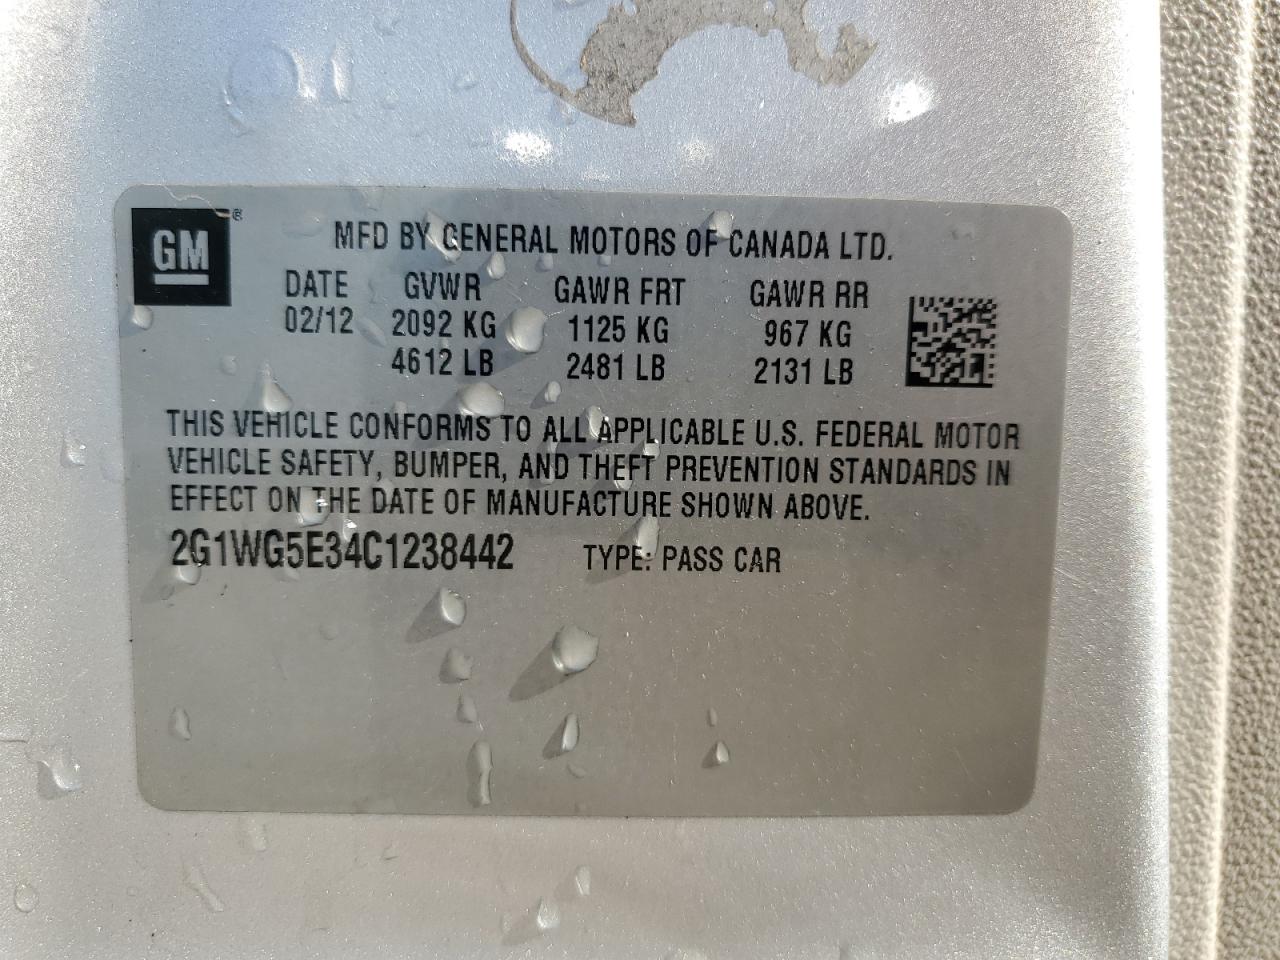 GM ®
MFD BY GENERAL MOTORS OF CANADA LTD.
DATE GVWR GAWR FRT GAWR RR
02/12 2092 KG 1125 KG 967 KG
4612 LB 2481 LB 2131 LB
THIS VEHICLE CONFORMS TO ALL APPLICABLE U.S. FEDERAL MOTOR
VEHICLE SAFETY, BUMPER, AND THEFT PREVENTION STANDARDS IN
EFFECT ON THE DATE OF MANUFACTURE SHOWN ABOVE.
2G1WG5E34C1238442 TYPE: PASS CAR